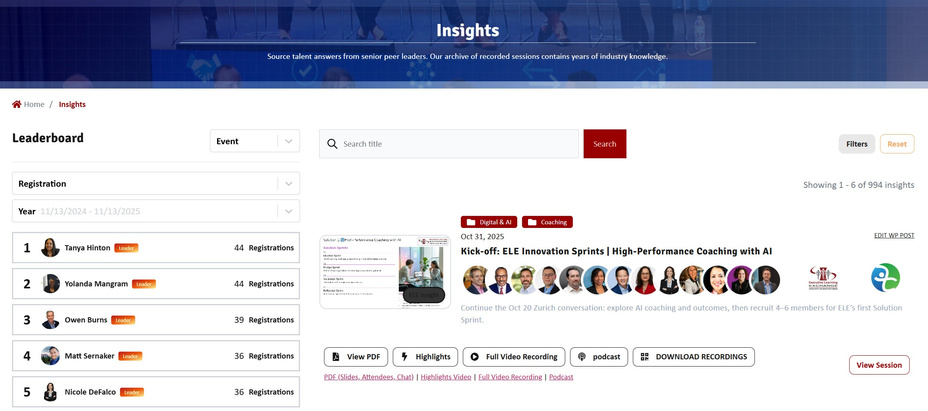 Insights
Source talent answers from senior peer leaders. Our archive of recorded sessions contains years of industry knowledge.
Home / Insights
Leaderboard
Event
Search title
Search
Filters
Reset
Registration
Showing 1 - 6 of 994 insights
Year 11/13/2024 - 11/13/2025
1 Tanya Hinton Leader 44 Registrations
2 Yolanda Mangram Leader 44 Registrations
3 Owen Burns Leader 39 Registrations
4 Matt Sernaker Leader 36 Registrations
5 Nicole DeFalco Leader 36 Registrations
Digital & AI
Coaching
Oct 31, 2025
EDIT WP POST
Kick-off: ELE Innovation Sprints | High-Performance Coaching with AI
Continue the Oct 20 Zurich conversation: explore AI coaching and outcomes, then recruit 4–6 members for ELE's first Solution
Sprint.
View PDF
Highlights
Full Video Recording
podcast
DOWNLOAD RECORDINGS
View Session
PDF (Slides, Attendees, Chat) | Highlights Video | Full Video Recording | Podcast